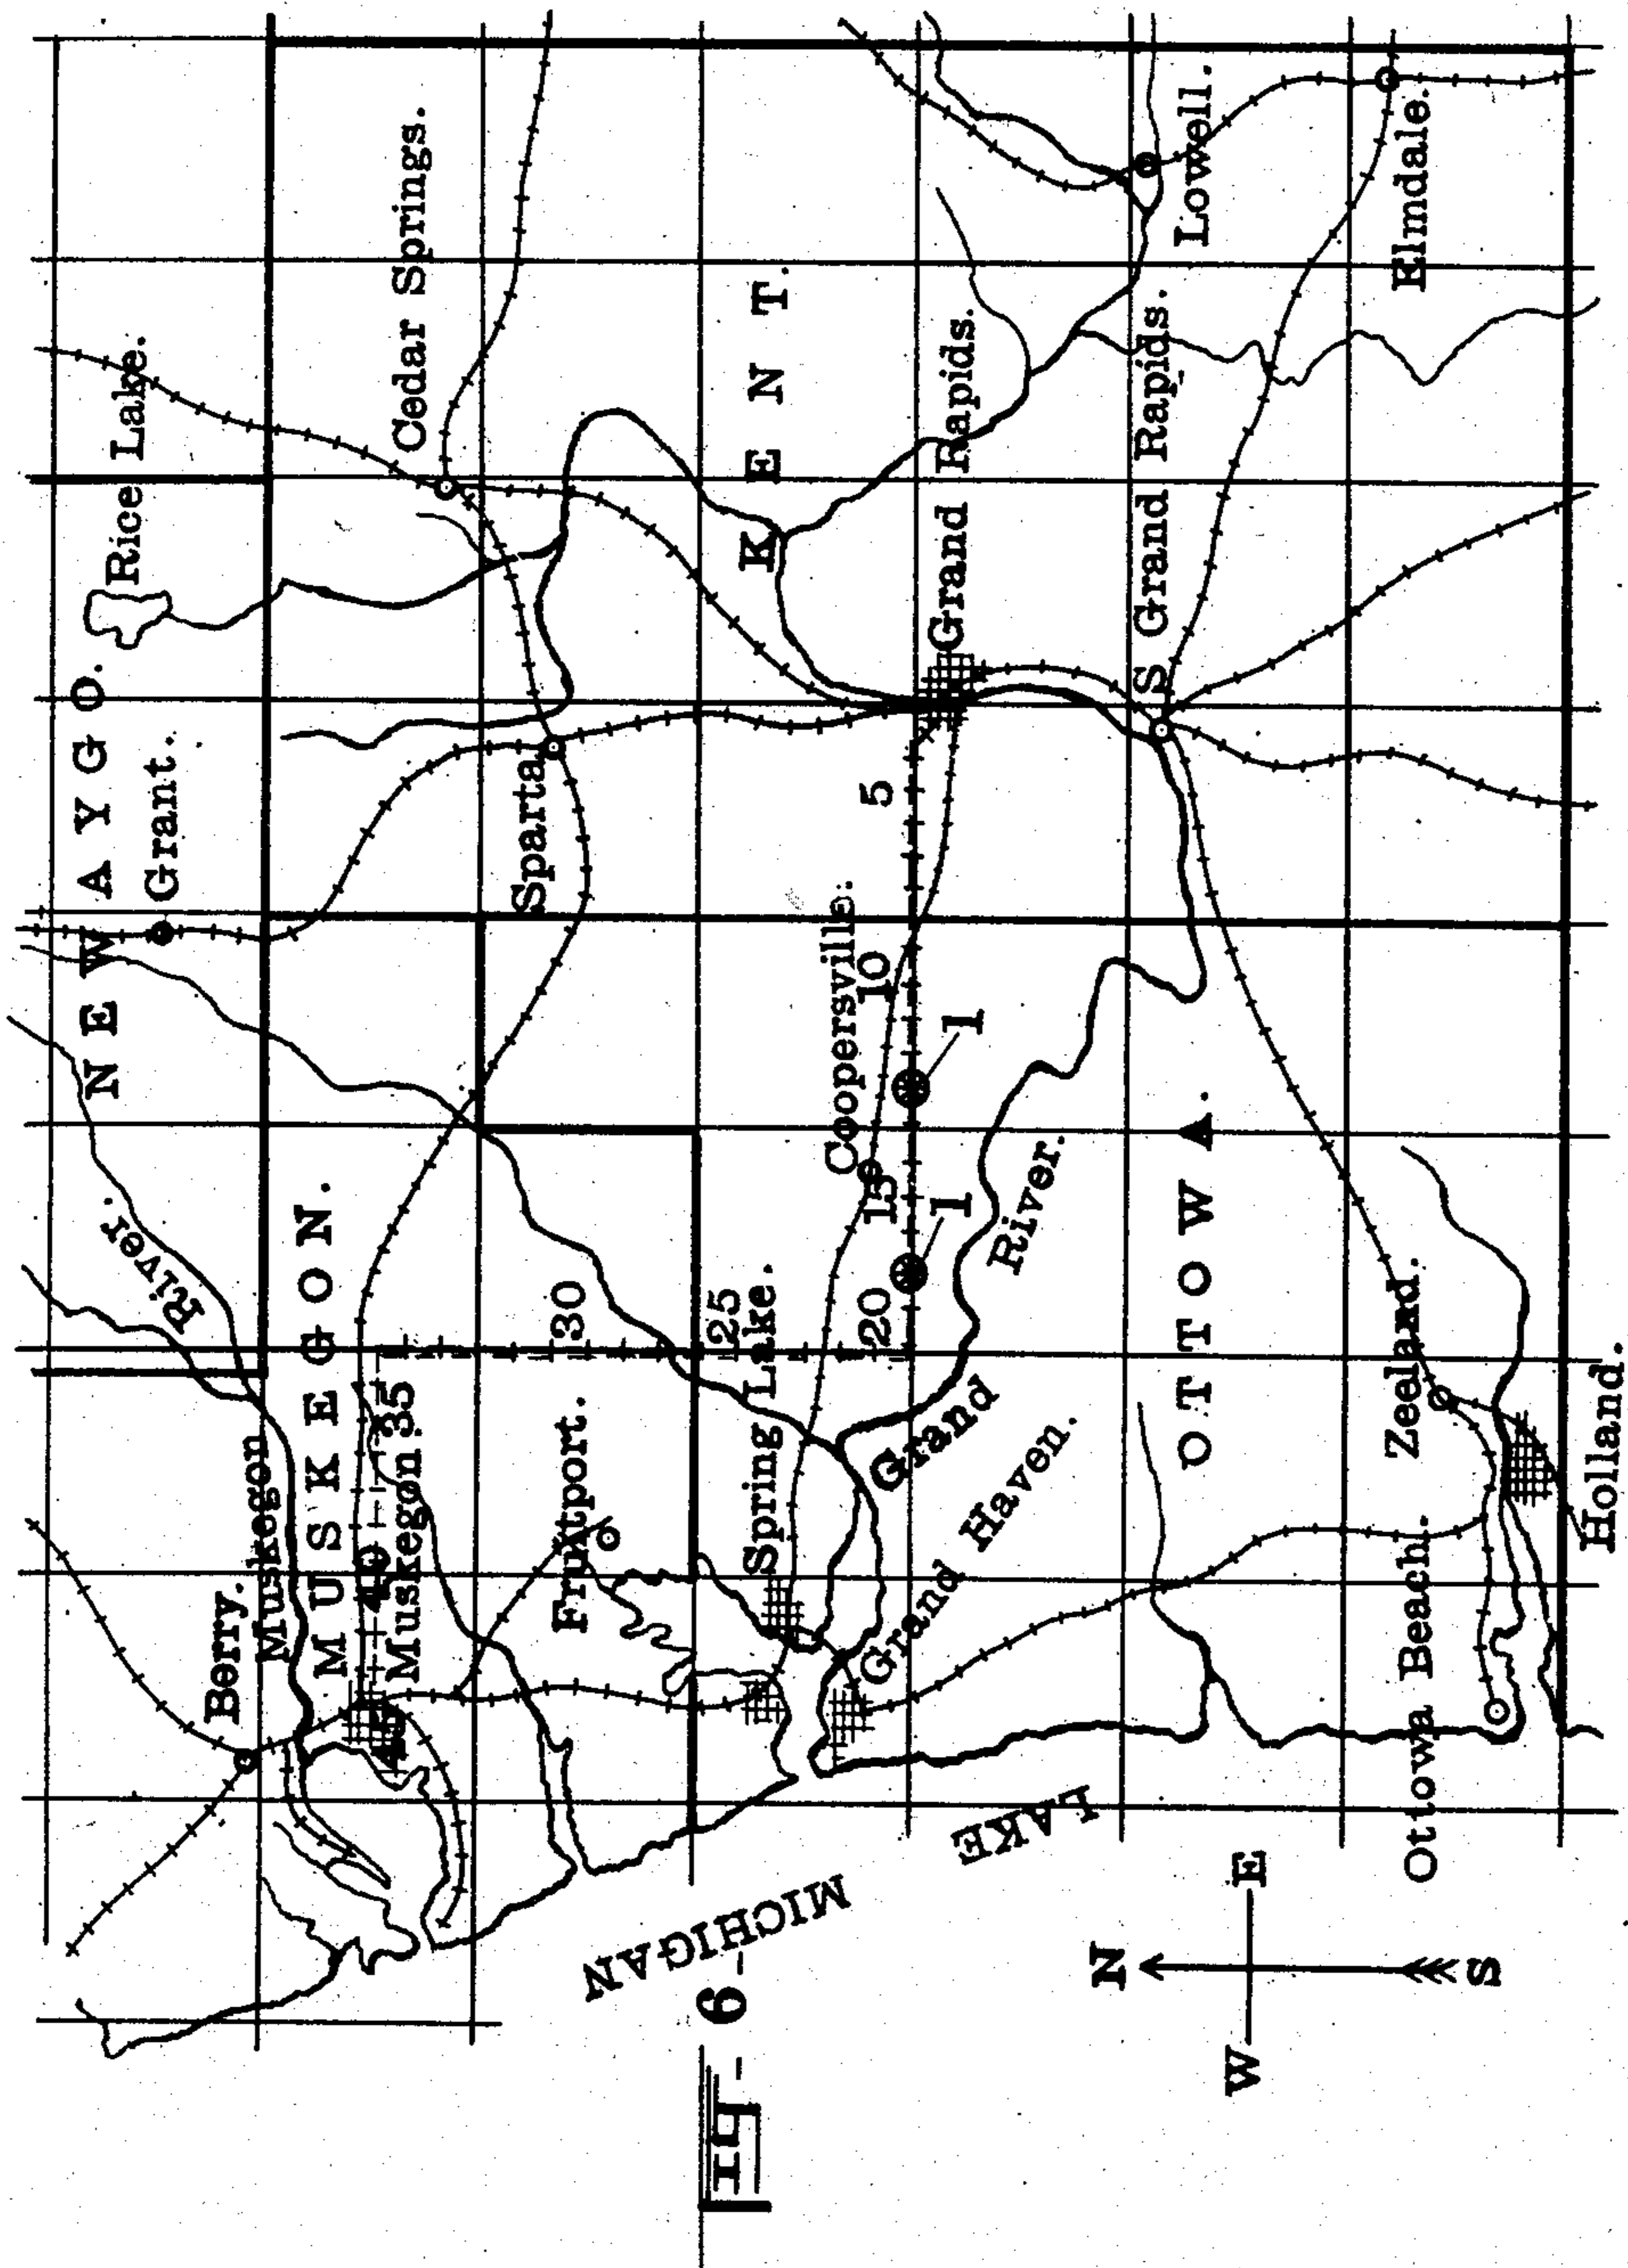 NEWAYGO.
Grant.
Rice Lake.
River.
Muskegon
Berry.
MUSKEGON.
Cedar Springs.
Sparta
40
35
45
Muskegon
30
Fruitport.
25
Spring Lake.
KENT.
Coopersville.
20
15
10
5
1
1
Grand Rapids.
Grand River.
Grand Haven.
LAKE
MICHIGAN
OTTOWA.
S Grand Rapids.
Lowell.
Elmdale.
Zeeland.
Ottowa Beach.
Holland.
N
W
E
S
6